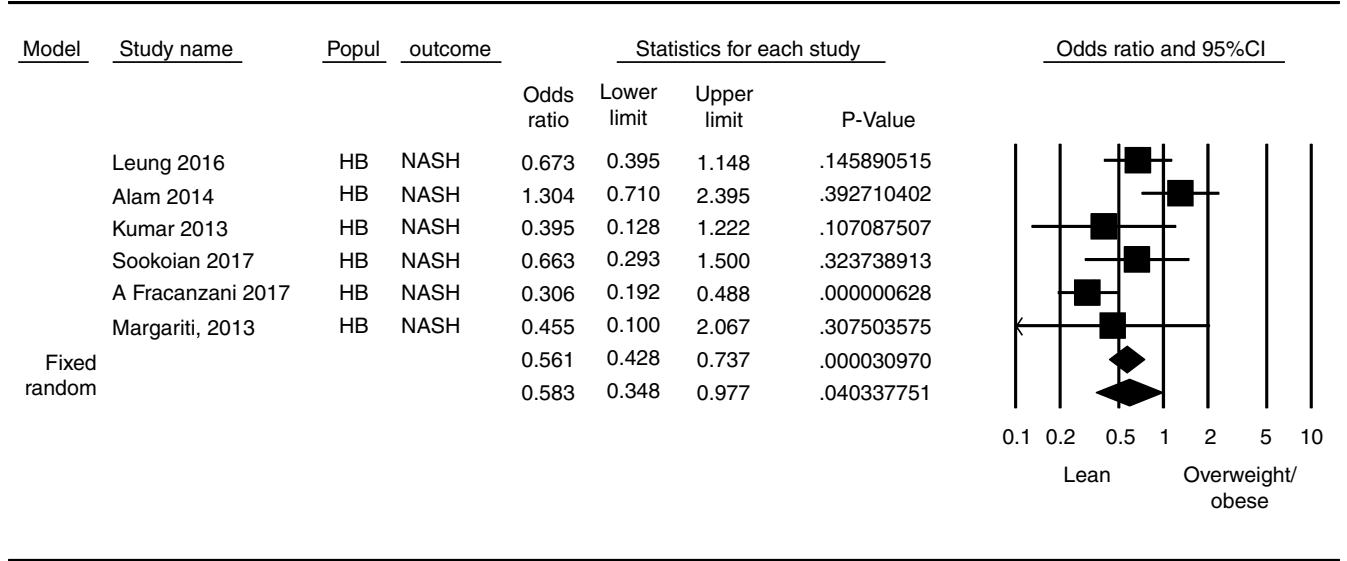 Model Study name Popul outcome Statistics for each study Odds ratio and 95%CI
Odds ratio Lower limit Upper limit P-Value
Leung 2016 HB NASH 0.673 0.395 1.148 .145890515
Alam 2014 HB NASH 1.304 0.710 2.395 .392710402
Kumar 2013 HB NASH 0.395 0.128 1.222 .107087507
Sookoian 2017 HB NASH 0.663 0.293 1.500 .323738913
A Fracanzani 2017 HB NASH 0.306 0.192 0.488 .000000628
Margariti, 2013 HB NASH 0.455 0.100 2.067 .307503575
Fixed 0.561 0.428 0.737 .000030970
random 0.583 0.348 0.977 .040337751
0.1 0.2 0.5 1 2 5 10
Lean Overweight/
obese